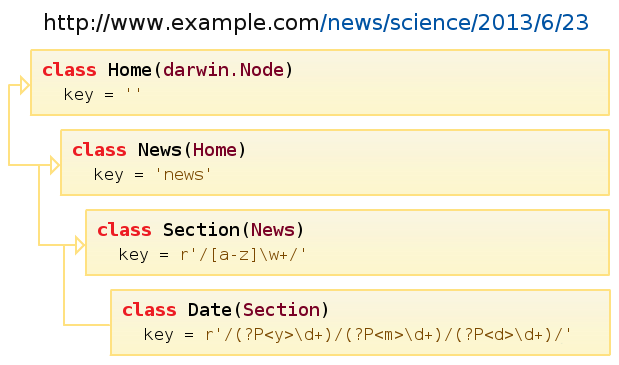 http://www.example.com/news/science/2013/6/23
class Home(darwin.Node)
key = ''
class News(Home)
key = 'news'
class Section(News)
key = r'/[a-z]\w+/'
class Date(Section)
key = r'/(?P<y>\d+)/(?P<m>\d+)/(?P<d>\d+)/'